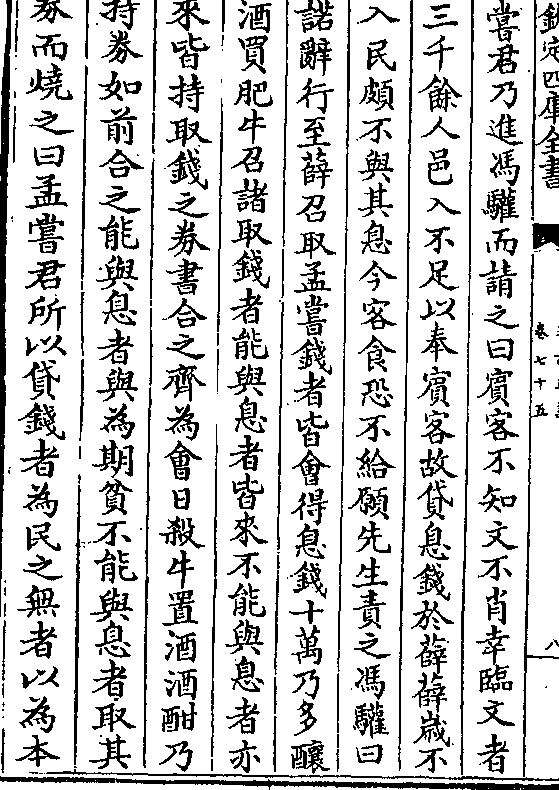 欽定四庫全書
卷七十五
八
嘗君乃進馮驩而請之曰賓客不知文不肖幸臨文者
三千餘人邑入不足以奉賓客故貸息錢於薛薛嵗不
入民頗不與其息今客食恐不給願先生責之馮驩曰
諾辭行至薛召取孟嘗錢者皆會得息錢十萬乃多釀
酒買肥牛召諸取錢者能與息者皆來不能與息者亦
來皆持取錢之券書合之齊為會日殺牛置酒酒酣乃
持券如前合之能與息者與為期貧不能與息者取其
券而燒之曰孟嘗君所以貸錢者為民之無者以為本